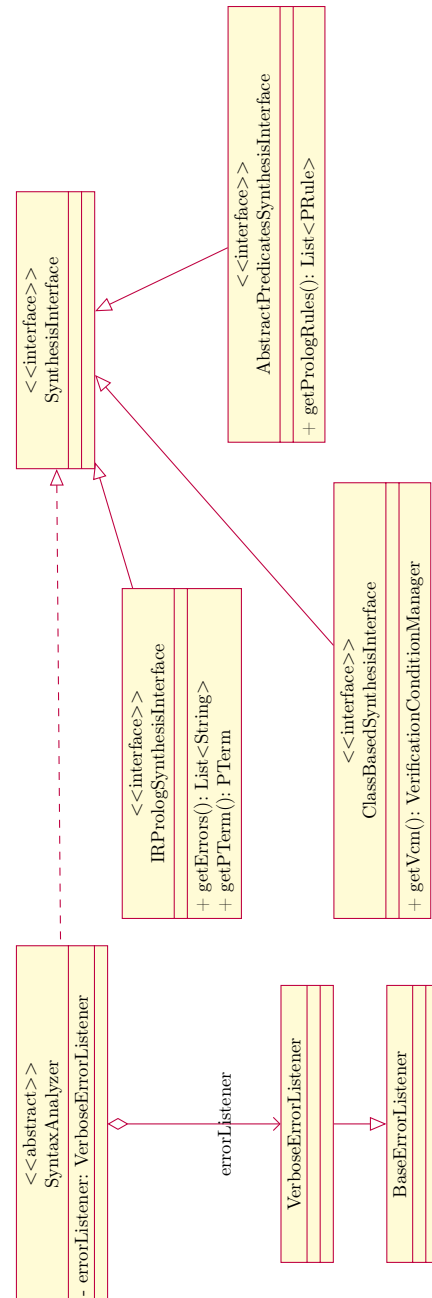 <<abstract>>
SyntaxAnalyzer
- errorListener: VerboseErrorListener
<<interface>>
SynthesisInterface
<<interface>>
IRPrologSynthesisInterface
+ getErrors(): List<String>
+ getPTerm(): PTerm
<<interface>>
AbstractPredicatesSynthesisInterface
+ getPrologRules(): List<PRule>
<<interface>>
ClassBasedSynthesisInterface
+ getVcm(): VerificationConditionManager
errorListener
VerboseErrorListener
BaseErrorListener